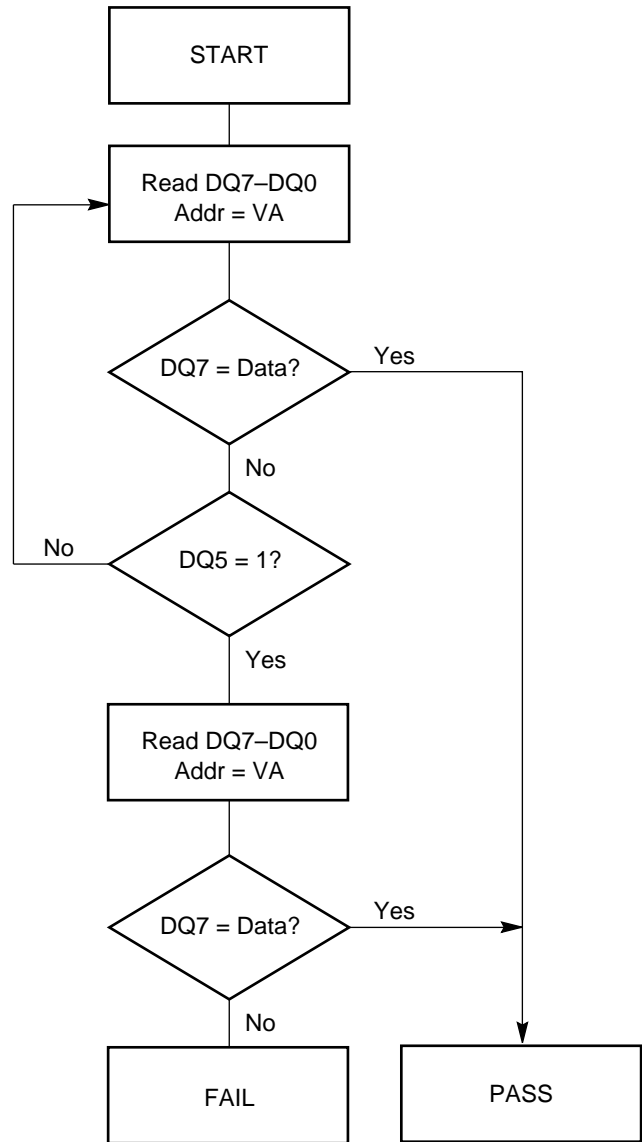 START
Read DQ7–DQ0
Addr = VA
DQ7 = Data?
Yes
No
DQ5 = 1?
No
Yes
Read DQ7–DQ0
Addr = VA
DQ7 = Data?
Yes
No
FAIL
PASS